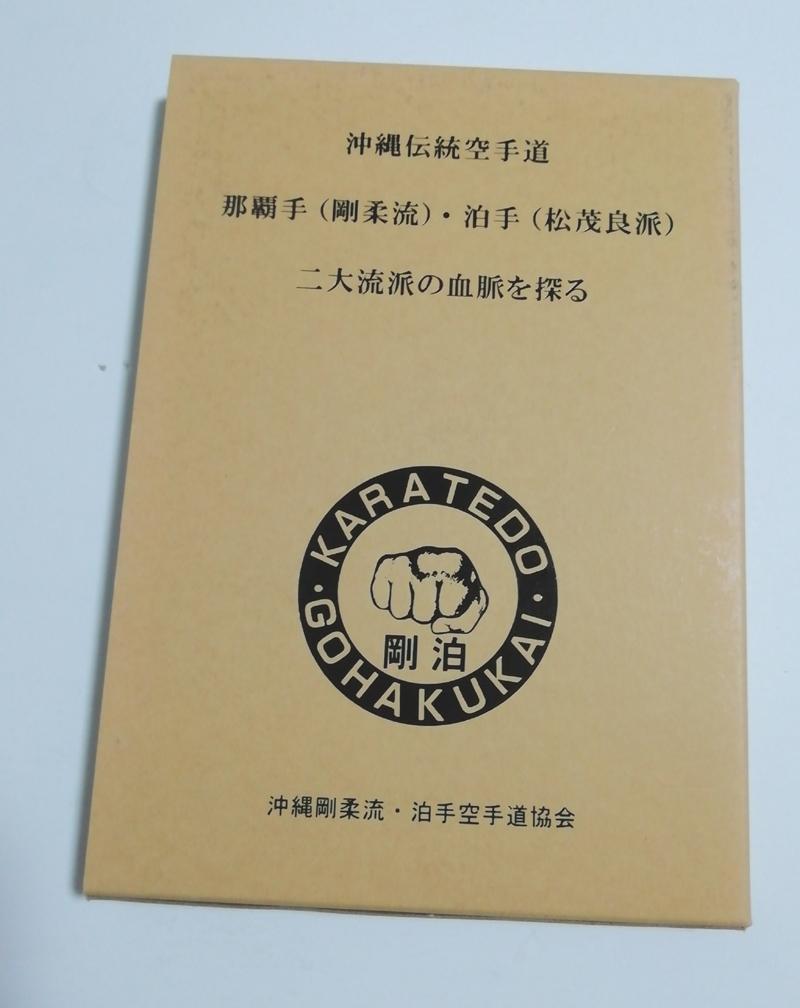 沖縄伝統空手道
那覇手(剛柔流)・泊手(松茂良派)
二大流派の血脈を探る
KARATEDO
剛泊
・GOHAKUKAI・
沖縄剛柔流・泊手空手道協会